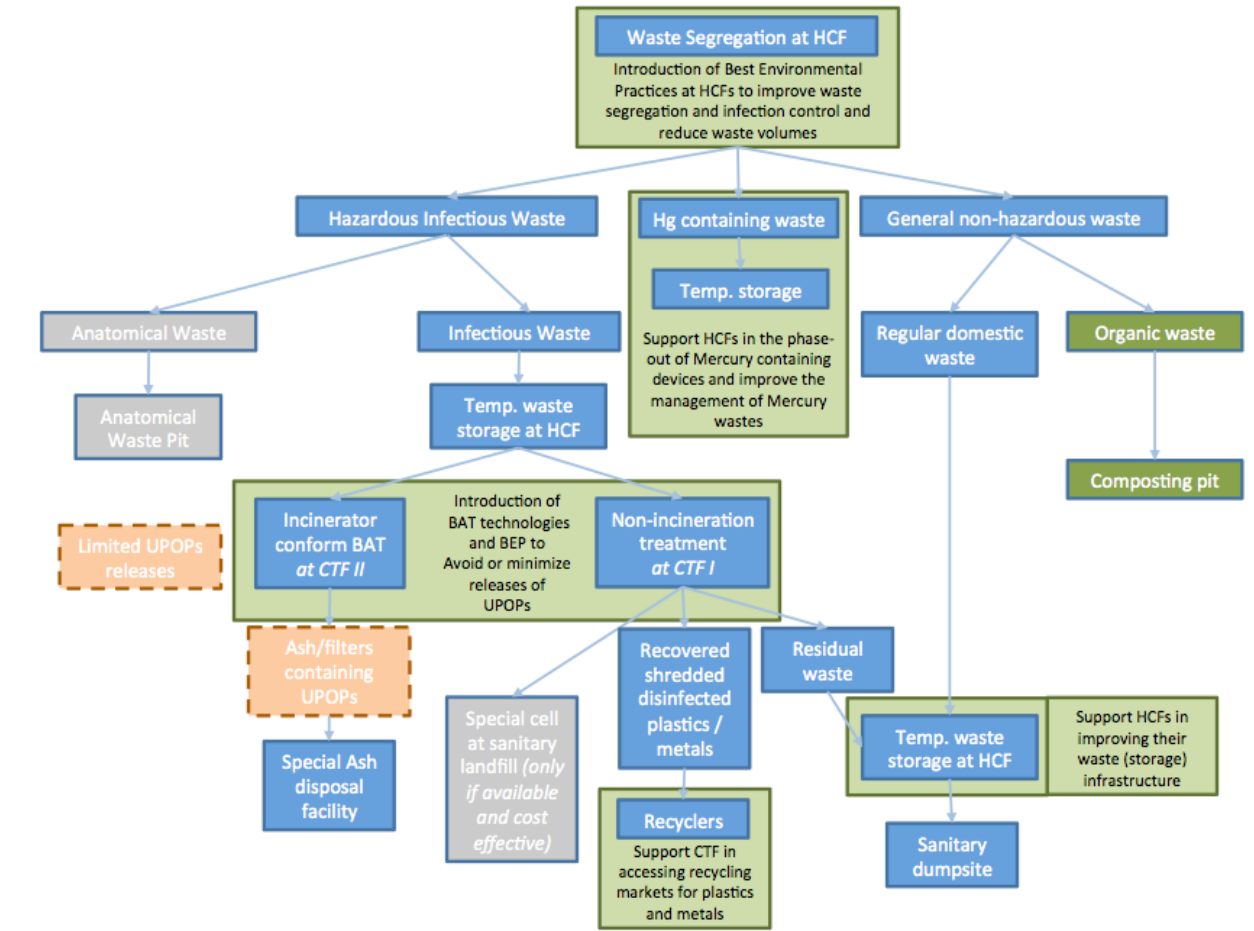 Waste Segregation at HCF
Introduction of Best Environmental
Practices at HCFs to improve waste
segregation and infection control and
reduce waste volumes
Hazardous Infectious Waste
Hg containing waste
General non-hazardous waste
Temp. storage
Support HCFs in the phase-
out of Mercury containing
devices and improve the
management of Mercury
wastes
Anatomical Waste
Infectious Waste
Regular domestic
waste
Organic waste
Anatomical
Waste Pit
Temp. waste
storage at HCF
Composting pit
Limited UPOPs
releases
Incinerator
conform BAT
at CTF II
Introduction of
BAT technologies
and BEP to
Avoid or minimize
releases of
UPOPs
Non-incineration
treatment
at CTF I
Ash/filters
containing
UPOPs
Special Ash
disposal
facility
Special cell
at sanitary
landfill (only
if available
and cost
effective)
Recovered
shredded
disinfected
plastics /
metals
Residual
waste
Recyclers
Support CTF in
accessing recycling
markets for plastics
and metals
Temp. waste
storage at HCF
Support HCFs in
improving their
waste (storage)
infrastructure
Sanitary
dumpsite